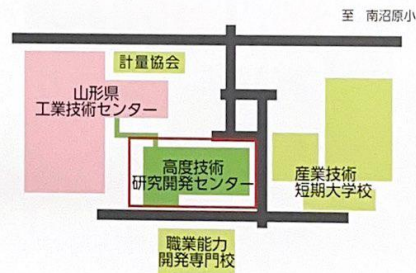 至 南沼原小
計量協会
山形県
工業技術センター
高度技術
研究開発センター
産業技術
短期大学校
職業能力
開発専門校